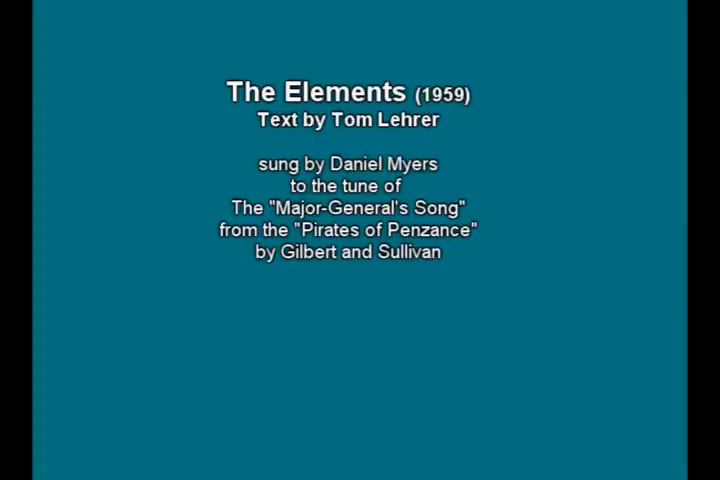 The Elements (1959)
Text by Tom Lehrer
sung by Daniel Myers
to the tune of
The "Major-General's Song"
from the "Pirates of Penzance"
by Gilbert and Sullivan